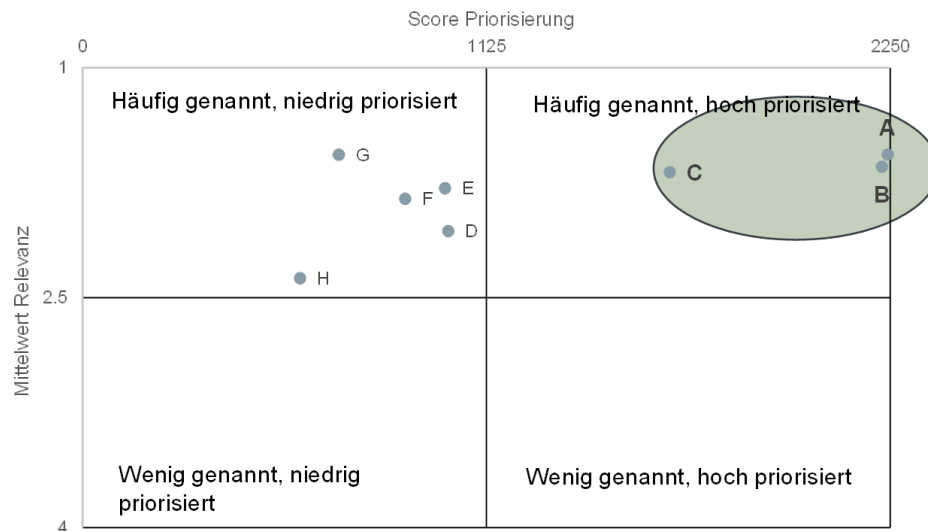 Score Priorisierung
0 1125 2250
1
Häufig genannt, niedrig priorisiert
Häufig genannt, hoch priorisiert
A
G
C
B
E
F
D
H
2.5
Mittelwert Relevanz
Wenig genannt, niedrig
priorisiert
Wenig genannt, hoch priorisiert
4